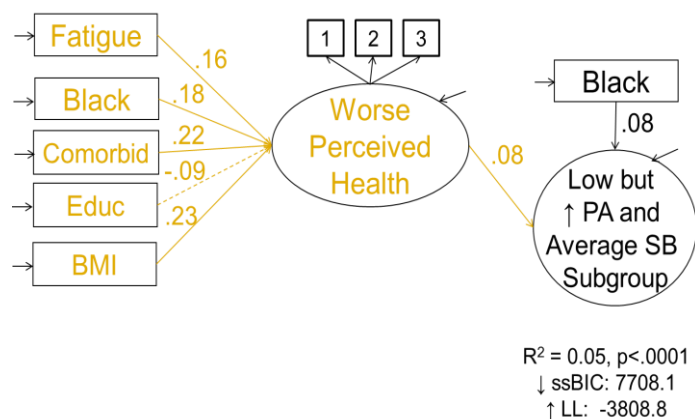 Fatigue
Black
Comorbid
Educ
BMI
.16
.18
.22
-.09
.23
1
2
3
Worse
Perceived
Health
.08
Black
.08
Low but
↑ PA and
Average SB
Subgroup
R² = 0.05, p<.0001
↓ ssBIC: 7708.1
↑ LL: -3808.8